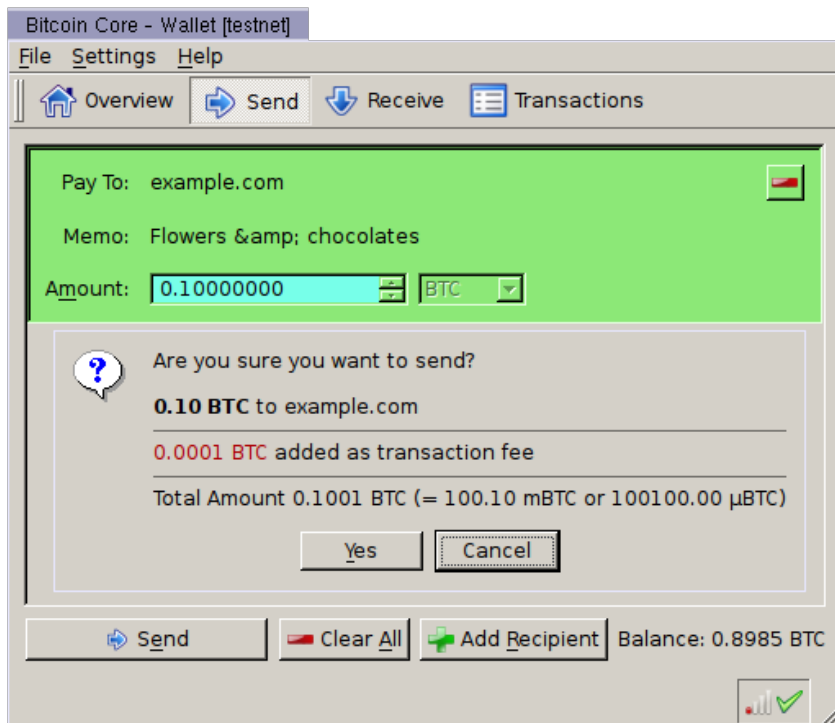 Bitcoin Core - Wallet [testnet]
File Settings Help
Overview Send Receive Transactions
Pay To: example.com
Memo: Flowers &amp; chocolates
Amount: 0.10000000 BTC
Are you sure you want to send?
0.10 BTC to example.com
0.0001 BTC added as transaction fee
Total Amount 0.1001 BTC (= 100.10 mBTC or 100100.00 μBTC)
Yes Cancel
Send Clear All Add Recipient Balance: 0.8985 BTC